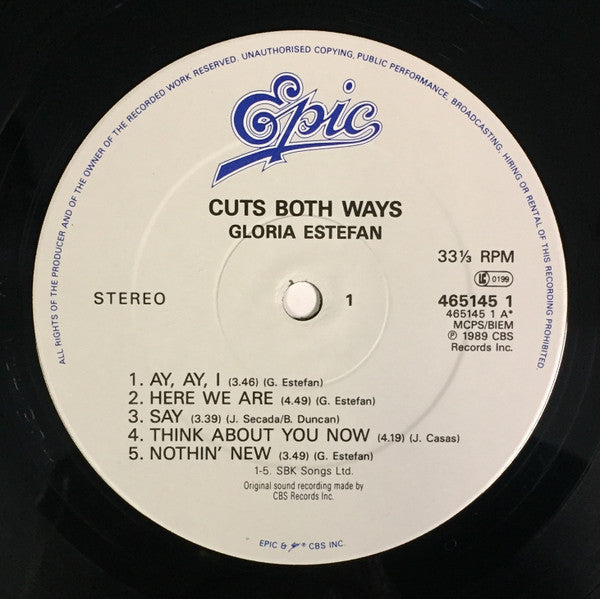 ALL RIGHTS OF THE PRODUCER AND OF THE OWNER OF THE RECORDED WORK RESERVED. UNAUTHORISED COPYING, PUBLIC PERFORMANCE, BROADCASTING, HIRING OR RENTAL OF THIS RECORDING PROHIBITED.
Epic
CUTS BOTH WAYS
GLORIA ESTEFAN
33⅓ RPM
LC 0199
STEREO
1
465145 1
465145 1 A*
MCPS/BIEM
℗ 1989 CBS
Records Inc.
1. AY, AY, I (3.46) (G. Estefan)
2. HERE WE ARE (4.49) (G. Estefan)
3. SAY (3.39) (J. Secada/B. Duncan)
4. THINK ABOUT YOU NOW (4.19) (J. Casas)
5. NOTHIN' NEW (3.49) (G. Estefan)
1-5. SBK Songs Ltd.
Original sound recording made by
CBS Records Inc.
EPIC & ® CBS INC.